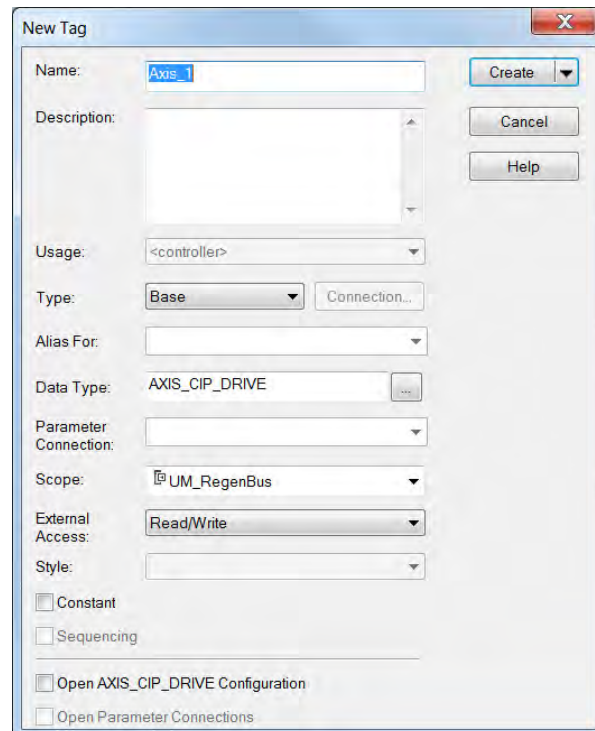 New Tag
Name:
Axis_1
Create
Description:
Cancel
Help
Usage:
<controller>
Type:
Base
Connection...
Alias For:
Data Type:
AXIS_CIP_DRIVE
...
Parameter
Connection:
Scope:
UM_RegenBus
External
Access:
Read/Write
Style:
Constant
Sequencing
Open AXIS_CIP_DRIVE Configuration
Open Parameter Connections